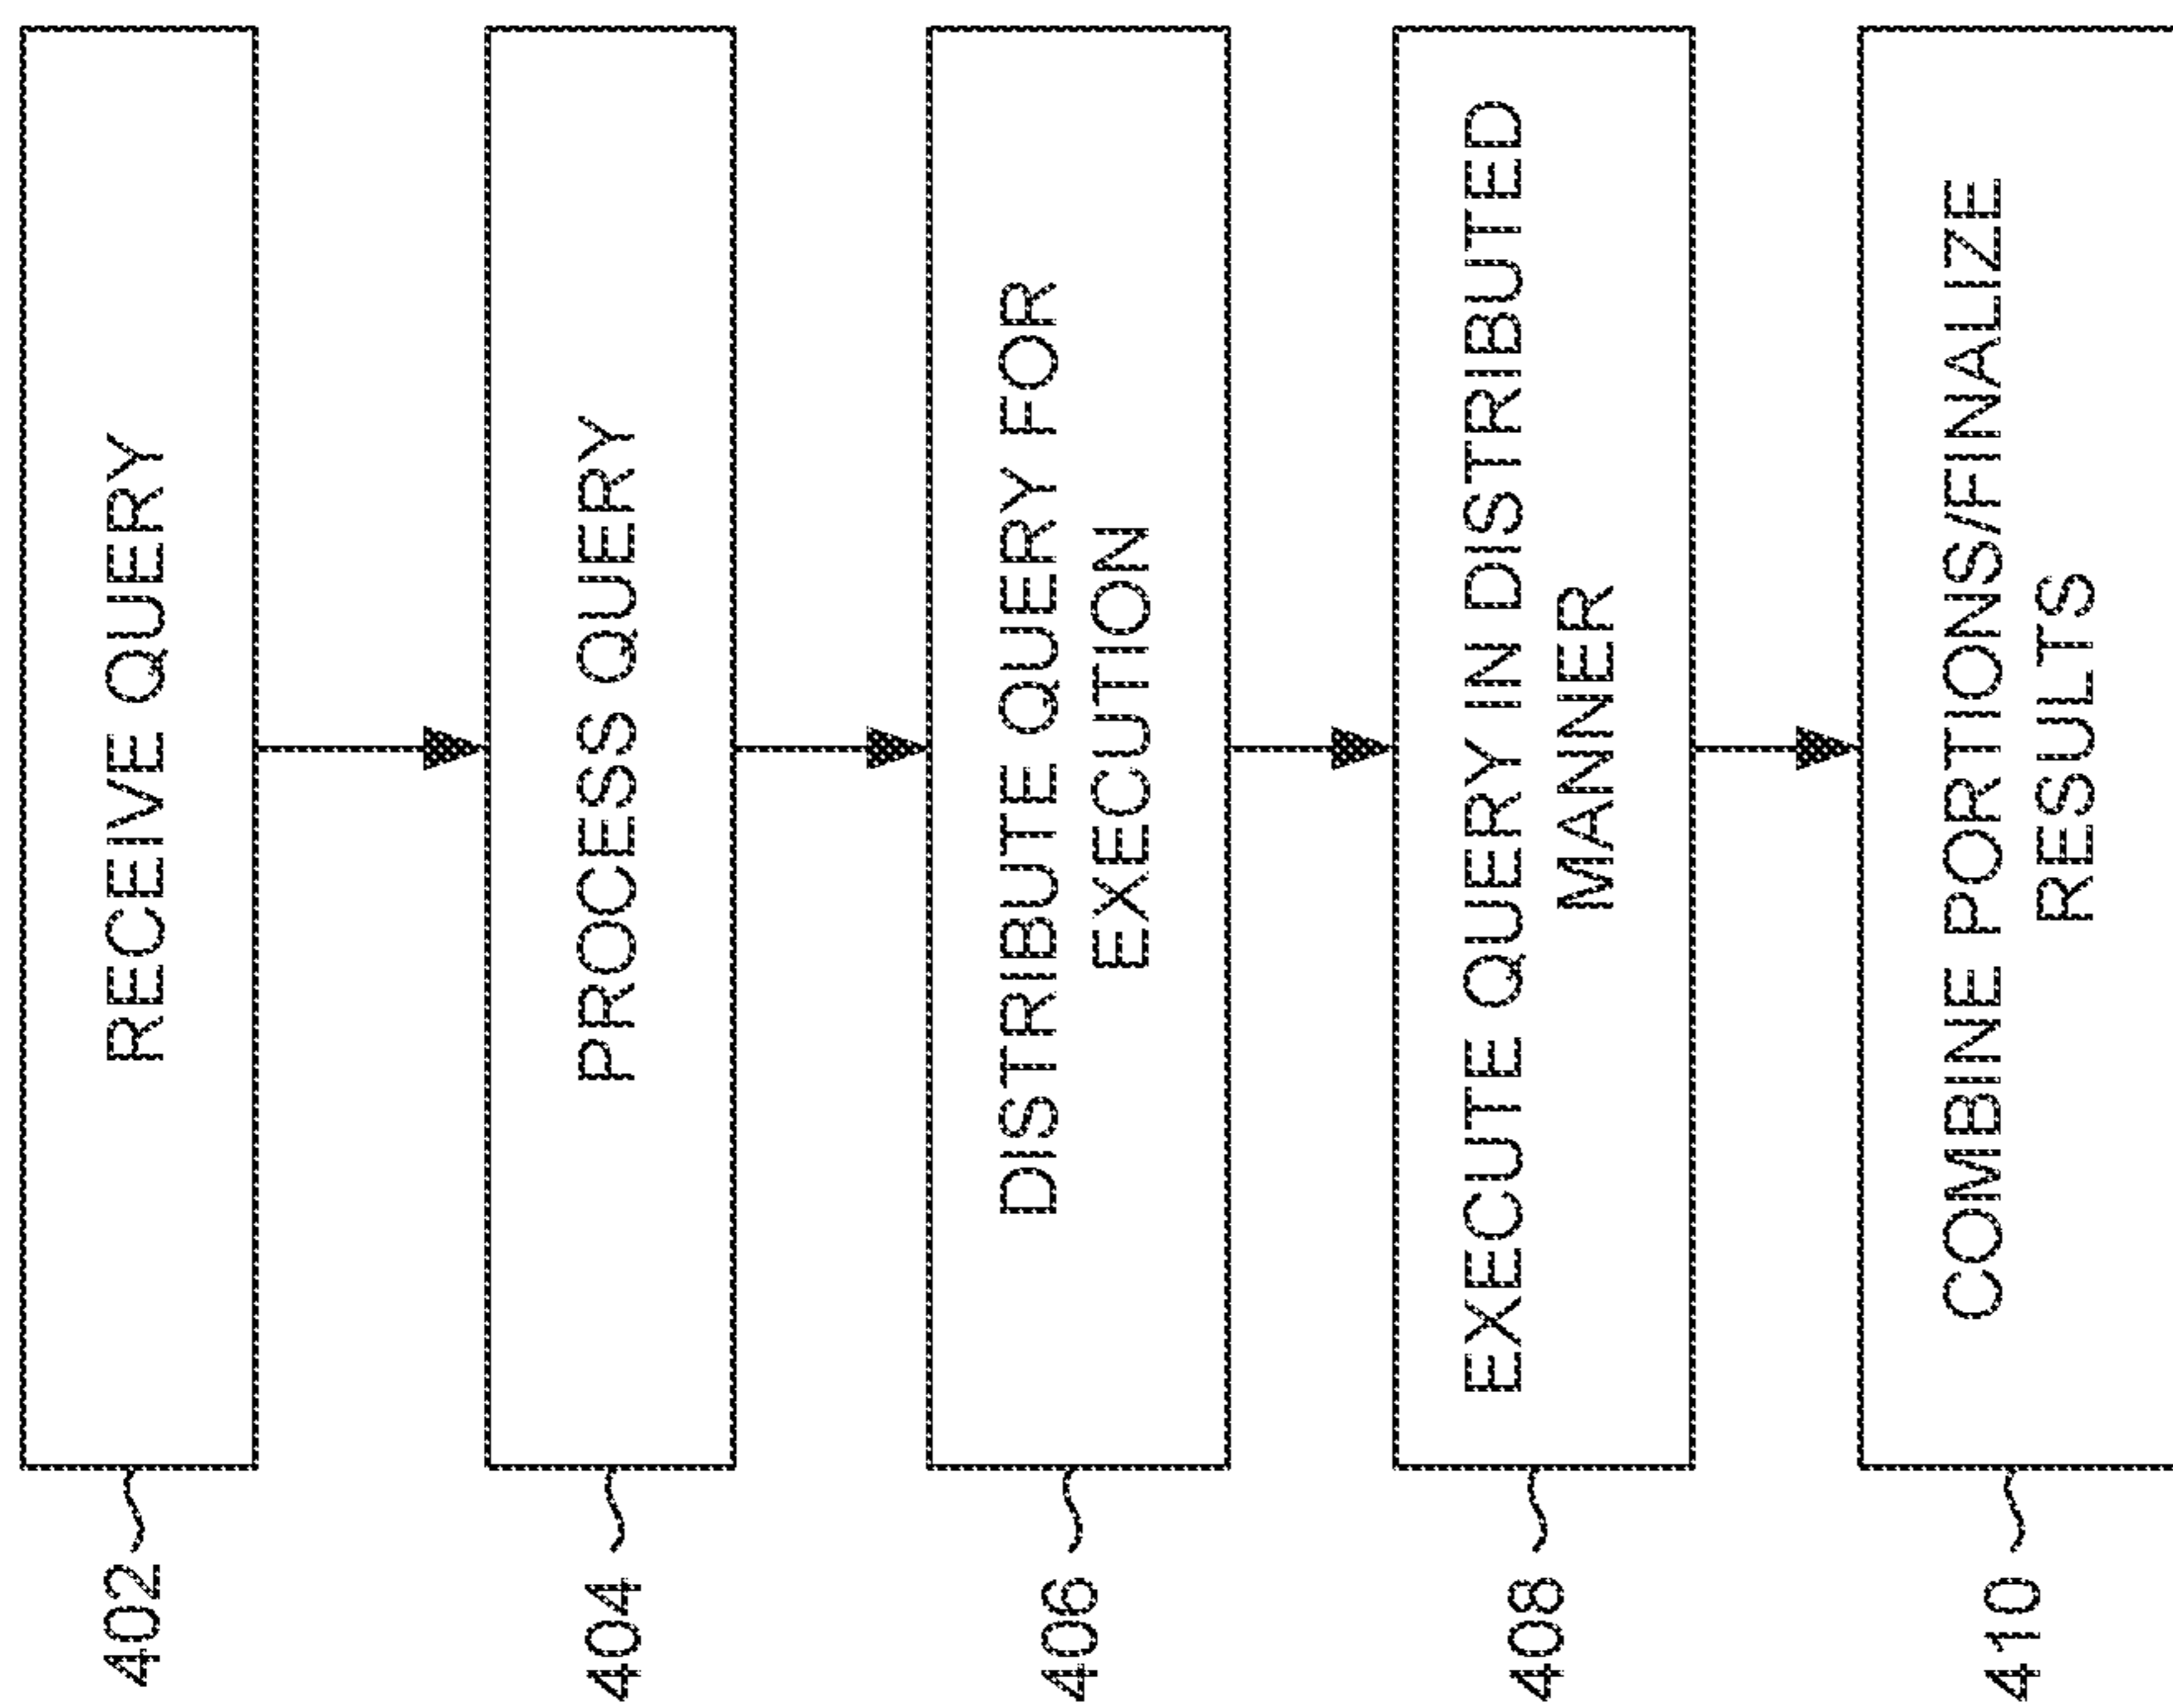 402
RECEIVE QUERY
404
PROCESS QUERY
406
DISTRIBUTE QUERY FOR
EXECUTION
408
EXECUTE QUERY IN DISTRIBUTED
MANNER
410
COMBINE PORTIONS/FINALIZE
RESULTS